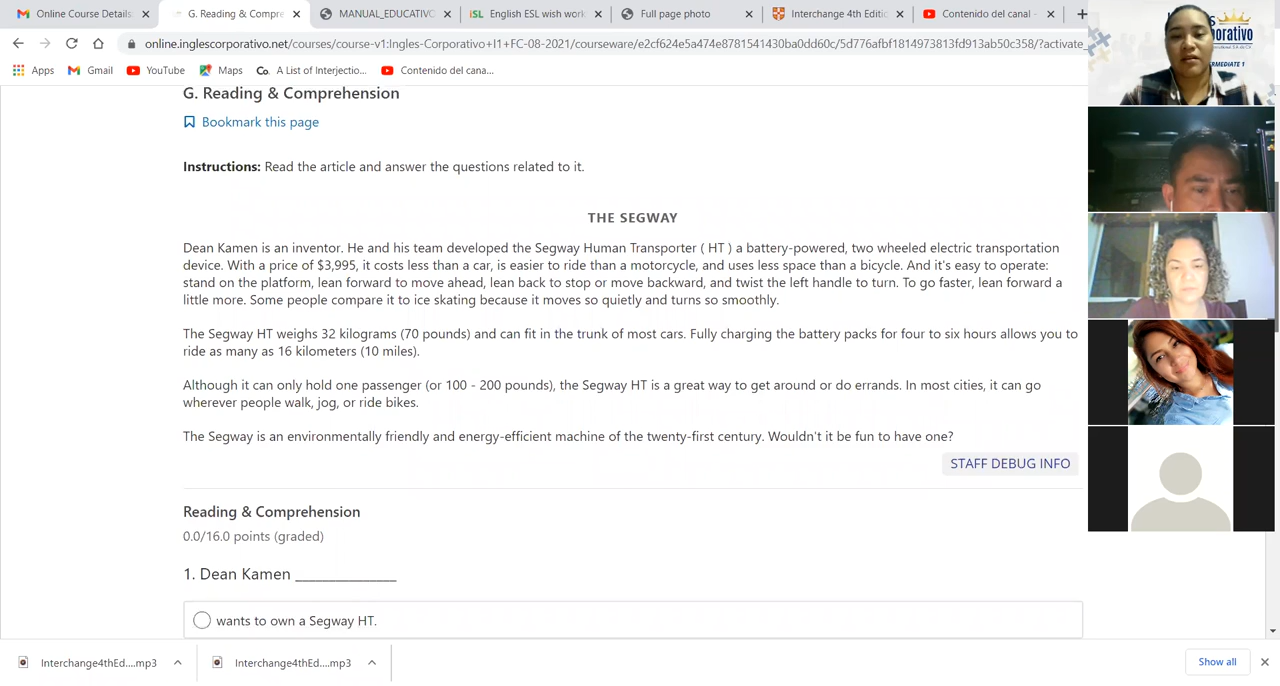 Online Course Details
G. Reading & Compre
MANUAL_EDUCATIVO
iSL English ESL wish work
Full page photo
Interchange 4th Editi
Contenido del canal -
online.inglescorporativo.net/courses/course-v1:Ingles-Corporativo+I1+FC-08-2021/courseware/e2cf624e5a474e8781541430ba0dd60c/5d776afbf1814973813fd913ab50c358/?activate_
Apps
Gmail
YouTube
Maps
Co. A List of Interjectio...
Contenido del cana...
G. Reading & Comprehension
Bookmark this page
Instructions: Read the article and answer the questions related to it.
THE SEGWAY
Dean Kamen is an inventor. He and his team developed the Segway Human Transporter ( HT ) a battery-powered, two wheeled electric transportation
device. With a price of $3,995, it costs less than a car, is easier to ride than a motorcycle, and uses less space than a bicycle. And it's easy to operate:
stand on the platform, lean forward to move ahead, lean back to stop or move backward, and twist the left handle to turn. To go faster, lean forward a
little more. Some people compare it to ice skating because it moves so quietly and turns so smoothly.
The Segway HT weighs 32 kilograms (70 pounds) and can fit in the trunk of most cars. Fully charging the battery packs for four to six hours allows you to
ride as many as 16 kilometers (10 miles).
Although it can only hold one passenger (or 100 - 200 pounds), the Segway HT is a great way to get around or do errands. In most cities, it can go
wherever people walk, jog, or ride bikes.
The Segway is an environmentally friendly and energy-efficient machine of the twenty-first century. Wouldn't it be fun to have one?
STAFF DEBUG INFO
Reading & Comprehension
0.0/16.0 points (graded)
1. Dean Kamen _______________
wants to own a Segway HT.
Interchange4thEd....mp3
Interchange4thEd....mp3
Show all